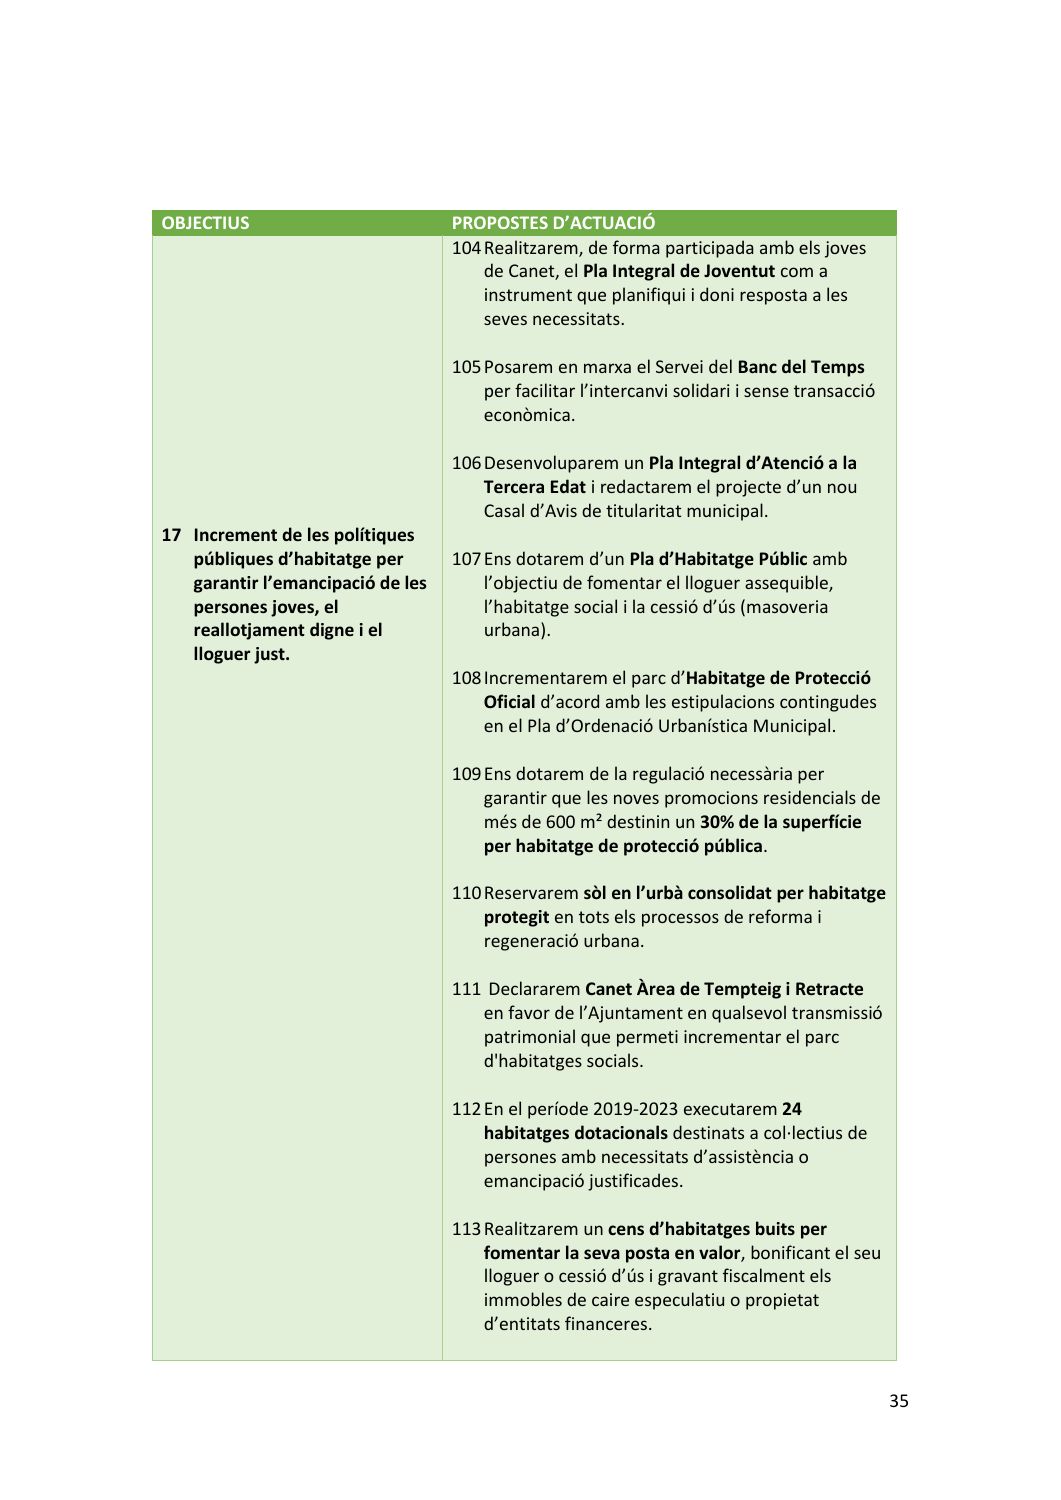 OBJECTIUS
PROPOSTES D’ACTUACIÓ
104 Realitzarem, de forma participada amb els joves
de Canet, el Pla Integral de Joventut com a
instrument que planifiqui i doni resposta a les
seves necessitats.
105 Posarem en marxa el Servei del Banc del Temps
per facilitar l’intercanvi solidari i sense transacció
econòmica.
106 Desenvoluparem un Pla Integral d’Atenció a la
Tercera Edat i redactarem el projecte d’un nou
Casal d’Avis de titularitat municipal.
17 Increment de les polítiques
públiques d’habitatge per
garantir l’emancipació de les
persones joves, el
reallotjament digne i el
lloguer just.
107 Ens dotarem d’un Pla d’Habitatge Públic amb
l’objectiu de fomentar el lloguer assequible,
l’habitatge social i la cessió d’ús (masoveria
urbana).
108 Incrementarem el parc d’Habitatge de Protecció
Oficial d’acord amb les estipulacions contingudes
en el Pla d’Ordenació Urbanística Municipal.
109 Ens dotarem de la regulació necessària per
garantir que les noves promocions residencials de
més de 600 m² destinin un 30% de la superfície
per habitatge de protecció pública.
110 Reservarem sòl en l’urbà consolidat per habitatge
protegit en tots els processos de reforma i
regeneració urbana.
111 Declararem Canet Àrea de Tempteig i Retracte
en favor de l’Ajuntament en qualsevol transmissió
patrimonial que permeti incrementar el parc
d'habitatges socials.
112 En el període 2019-2023 executarem 24
habitatges dotacionals destinats a col·lectius de
persones amb necessitats d’assistència o
emancipació justificades.
113 Realitzarem un cens d’habitatges buits per
fomentar la seva posta en valor, bonificant el seu
lloguer o cessió d’ús i gravant fiscalment els
immobles de caire especulatiu o propietat
d’entitats financeres.
35